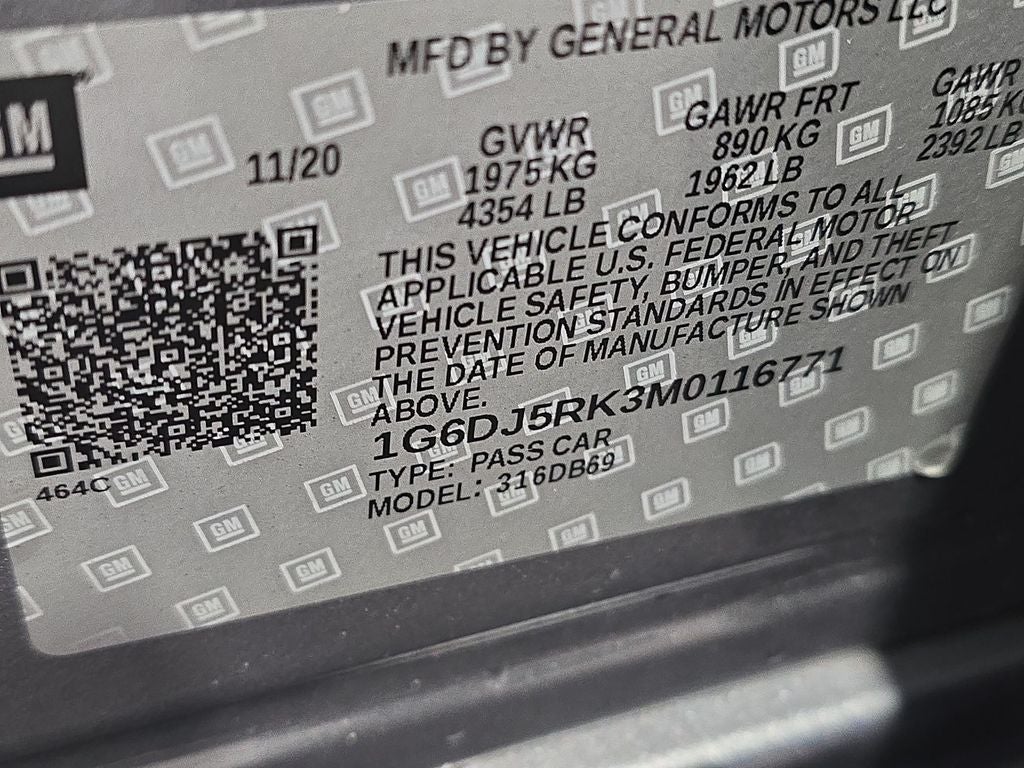 MFD BY GENERAL MOTORS LLC
GM
11/20
GVWR GAWR FRT GAWR
1975 KG 890 KG 1085 KG
4354 LB 1962 LB 2392 LB
THIS VEHICLE CONFORMS TO ALL
APPLICABLE U.S. FEDERAL MOTOR
VEHICLE SAFETY, BUMPER, AND THEFT
PREVENTION STANDARDS IN EFFECT ON
THE DATE OF MANUFACTURE SHOWN
ABOVE.
1G6DJ5RK3M0116771
TYPE: PASS CAR
MODEL: 316DB69
464C